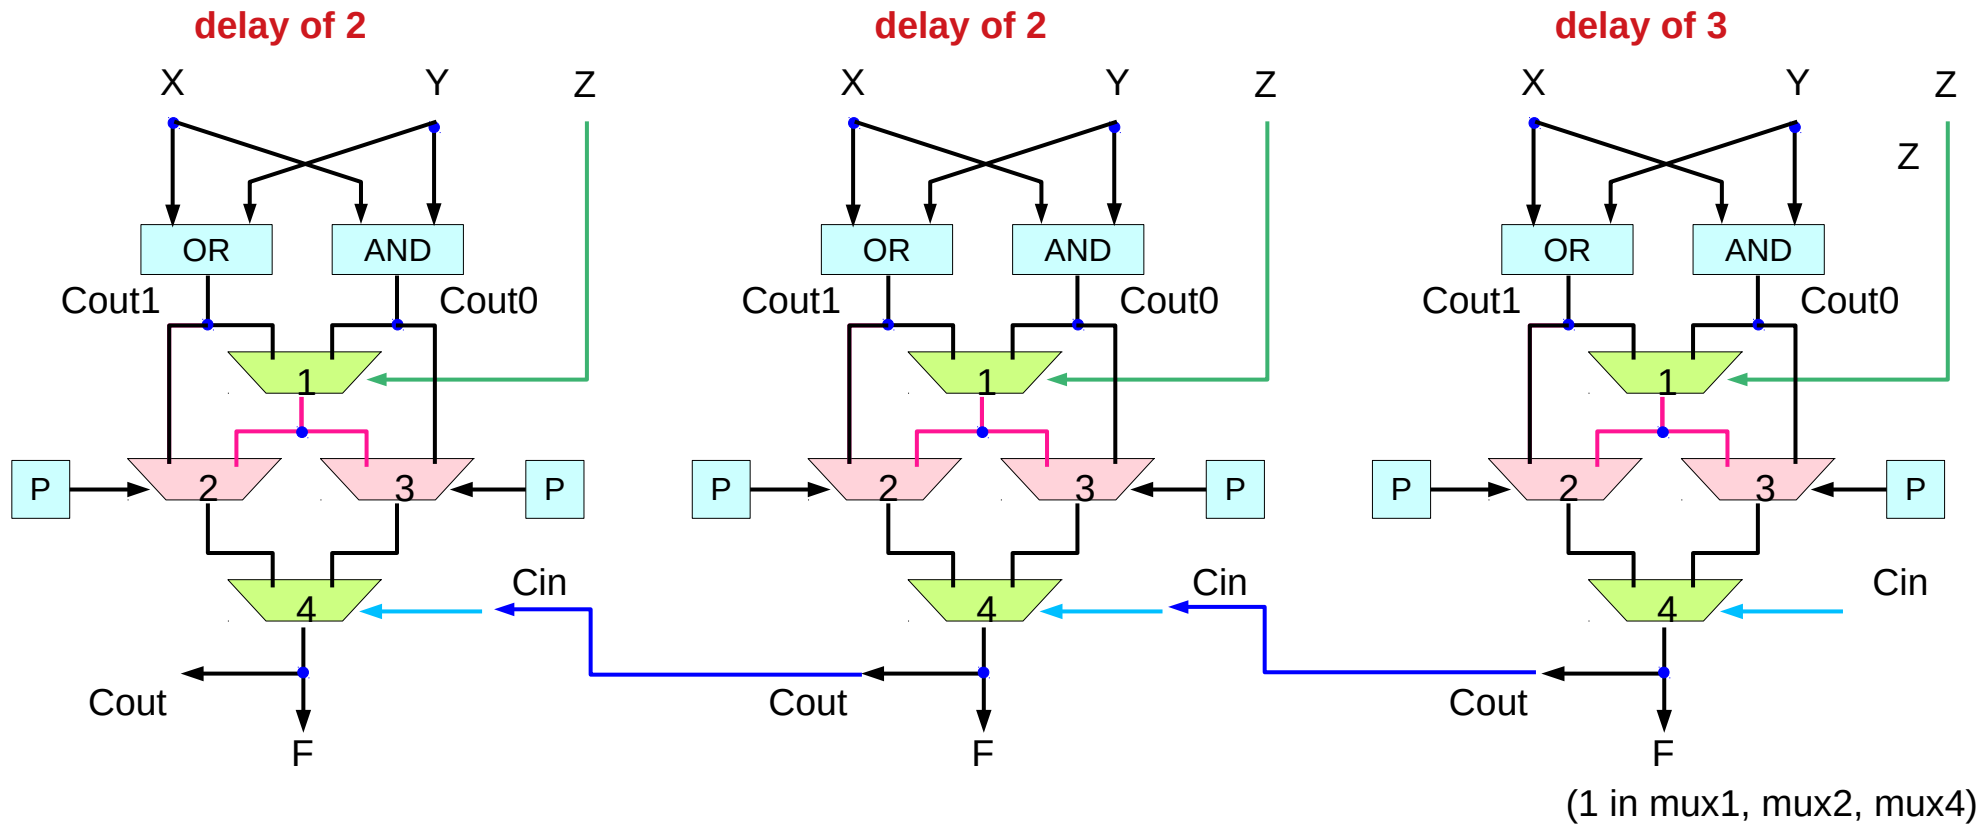 delay of 2 delay of 2 delay of 3
X Y Z X Y Z X Y Z
Z
OR AND OR AND OR AND
Cout1 Cout0 Cout1 Cout0 Cout1 Cout0
1 1 1
P 2 3 P P 2 3 P P 2 3 P
Cin Cin Cin
4 4 4
Cout Cout Cout
F F F
(1 in mux1, mux2, mux4)